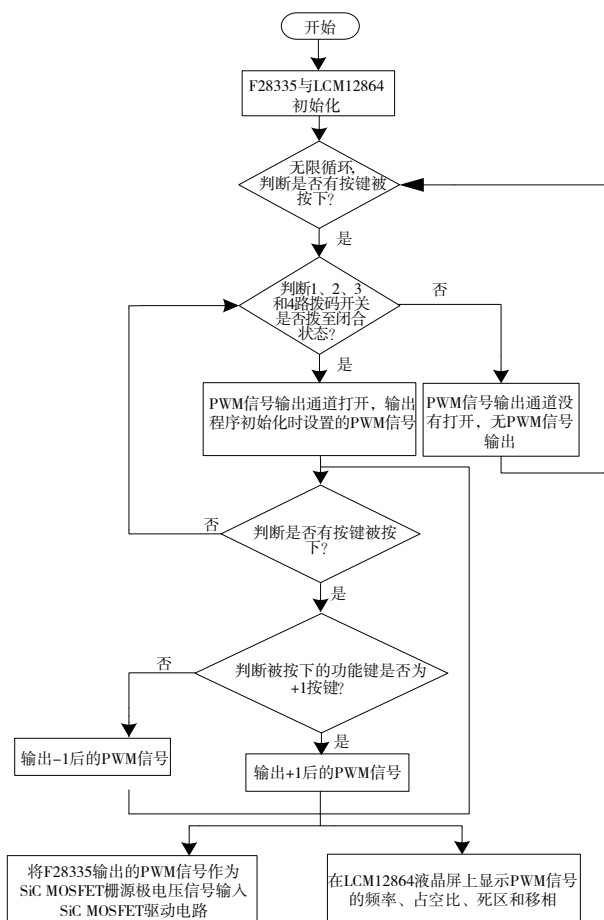 开始
F28335与LCM12864
初始化
无限循环,
判断是否有按键被
按下?
是
判断1、2、3
和4路拨码开关
是否拨至闭合
状态?
否
是
PWM信号输出通道打开，输出
程序初始化时设置的PWM信号
PWM信号输出通道没
有打开，无PWM信号
输出
判断是否有按键被按
下?
否
是
判断被按下的功能键是否为
+1按键?
否
是
输出-1后的PWM信号
输出+1后的PWM信号
将F28335输出的PWM信号作为
SiC MOSFET栅源极电压信号输入
SiC MOSFET驱动电路
在LCM12864液晶屏上显示PWM信号
的频率、占空比、死区和移相